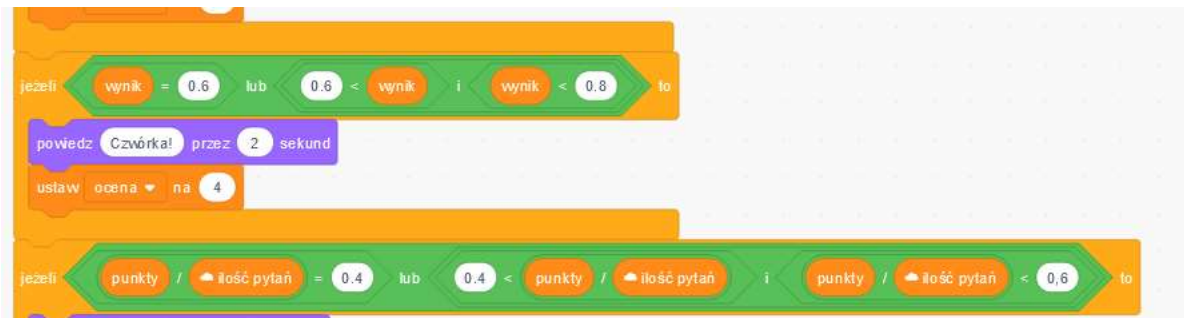 jeżeli wynik = 0.6 lub 0.6 < wynik i wynik < 0.8 to
powiedz Czwórka! przez 2 sekund
ustaw ocena na 4
jeżeli punkty / ilość pytań = 0.4 lub 0.4 < punkty / ilość pytań i punkty / ilość pytań < 0,6 to